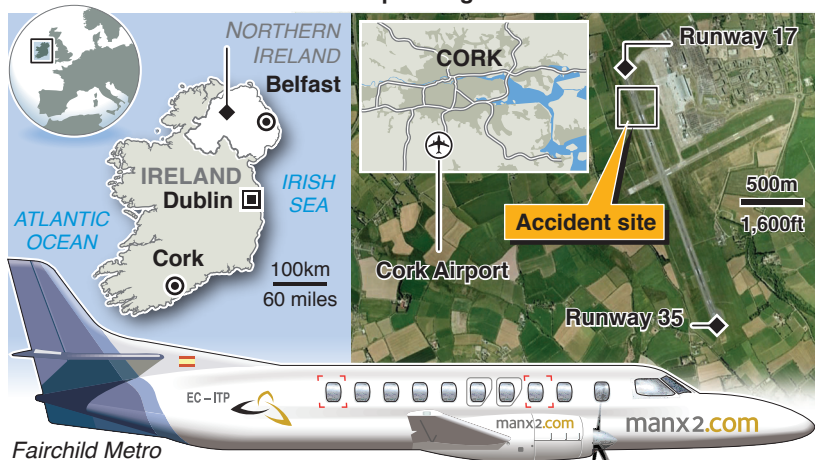 NORTHERN
IRELAND
Belfast
IRELAND
Dublin
IRISH
SEA
ATLANTIC
OCEAN
Cork
100km
60 miles
CORK
Cork Airport
Runway 17
500m
1,600ft
Accident site
Runway 35
EC–ITP
manx2.com
manx2.com
Fairchild Metro